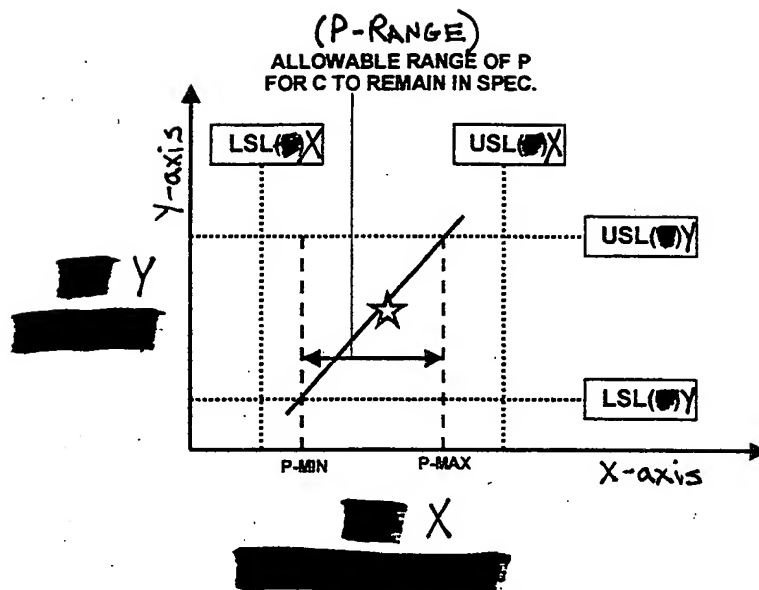 (P-RANGE)
ALLOWABLE RANGE OF P
FOR C TO REMAIN IN SPEC.
LSL( )X
USL( )X
y-axis
USL( )Y
Y
LSL( )Y
P-MIN
P-MAX
X-axis
X